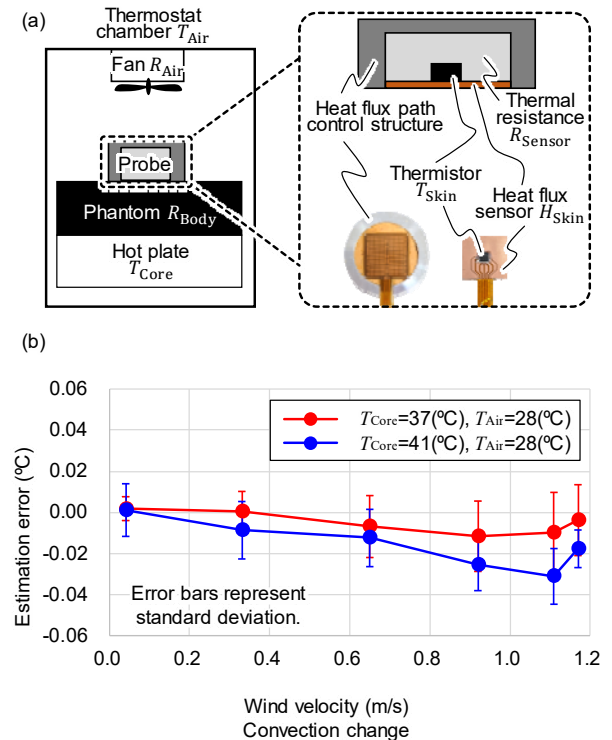 (a)
Thermostat
chamber TAir
Fan RAir
Probe
Phantom RBody
Hot plate
TCore
Heat flux path
control structure
Thermal
resistance
RSensor
Thermistor
TSkin
Heat flux
sensor HSkin
(b)
Estimation error (ºC)
0.06
0.04
0.02
0.00
-0.02
-0.04
-0.06
TCore=37(ºC), TAir=28(ºC)
TCore=41(ºC), TAir=28(ºC)
Error bars represent
standard deviation.
0.0 0.2 0.4 0.6 0.8 1.0 1.2
Wind velocity (m/s)
Convection change